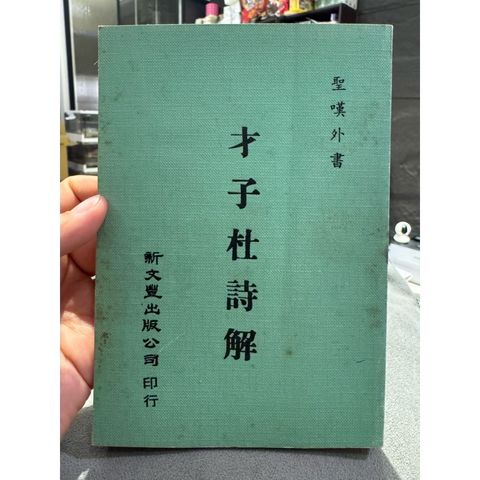 聖嘆外書
才子杜詩解
新文豐出版公司印行